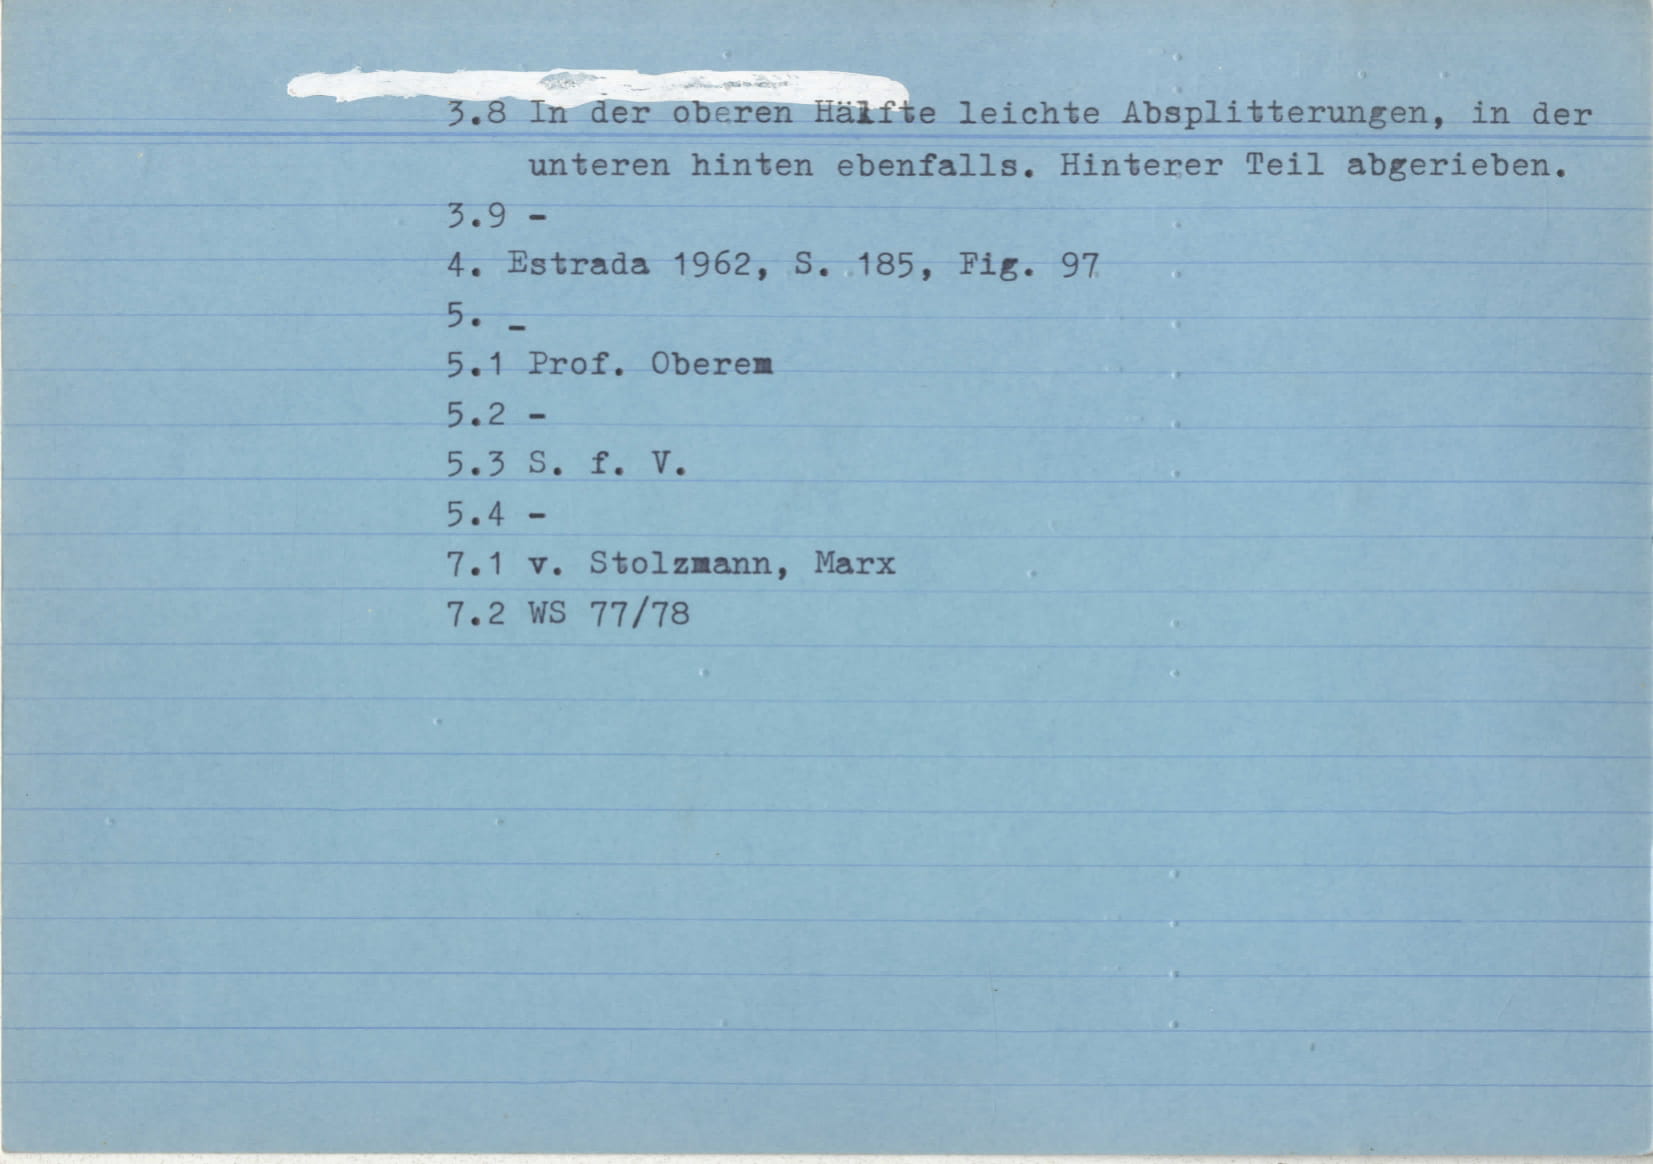 3.8 In der oberen Hälfte leichte Absplitterungen, in der
unteren hinten ebenfalls. Hinterer Teil abgerieben.
3.9 -
4. Estrada 1962, S. 185, Fig. 97
5. _
5.1 Prof. Oberem
5.2 -
5.3 S. f. V.
5.4 -
7.1 v. Stolzmann, Marx
7.2 WS 77/78